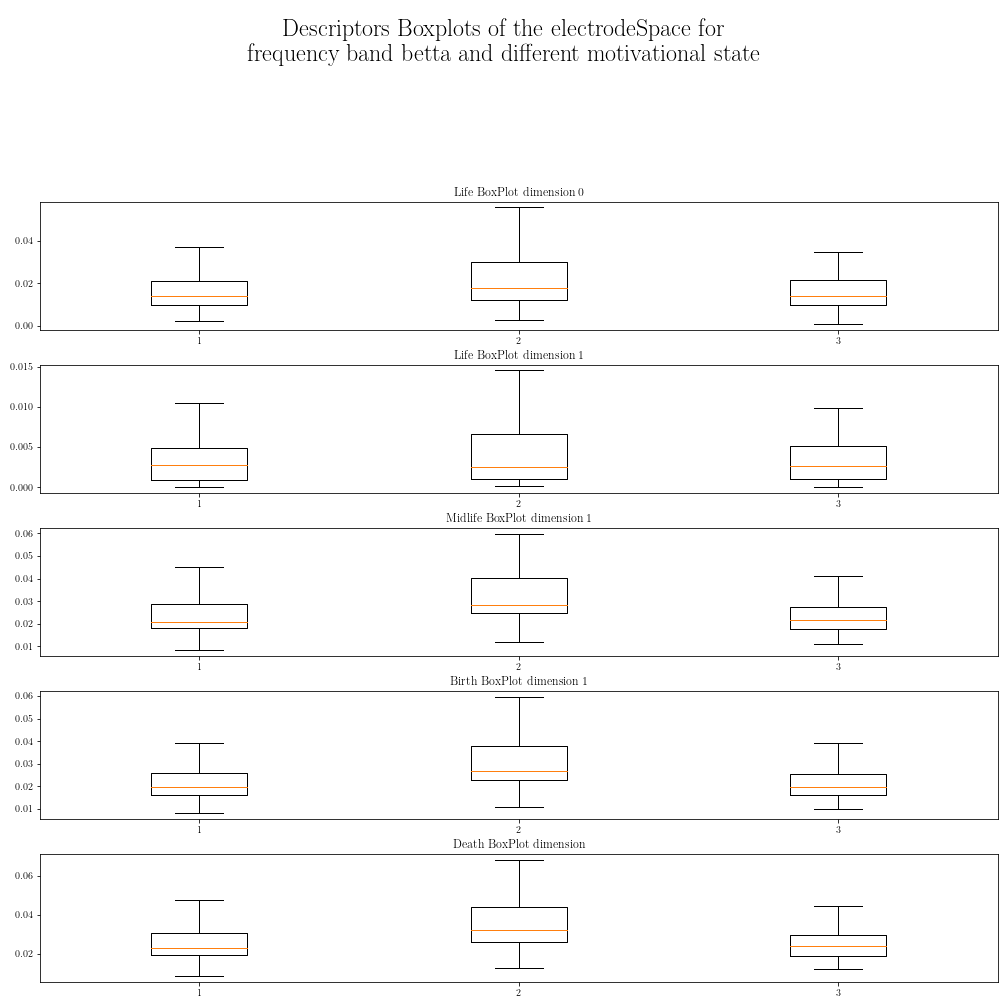 Descriptors Boxplots of the electrodeSpace for
frequency band betta and different motivational state
Life BoxPlot dimension 0
0.04
0.02
0.00
1 2 3
Life BoxPlot dimension 1
0.015
0.010
0.005
0.000
1 2 3
Midlife BoxPlot dimension 1
0.06
0.05
0.04
0.03
0.02
0.01
1 2 3
Birth BoxPlot dimension 1
0.06
0.05
0.04
0.03
0.02
0.01
1 2 3
Death BoxPlot dimension
0.06
0.04
0.02
1 2 3